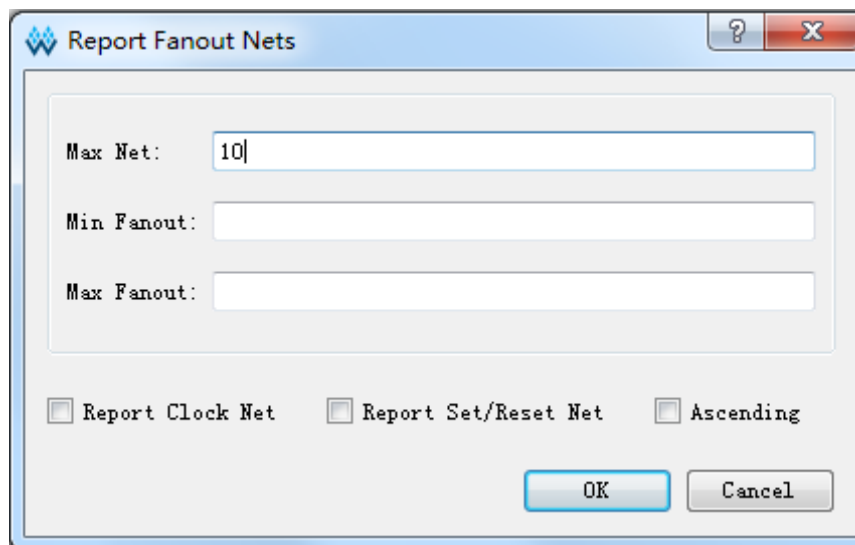 Report Fanout Nets
Max Net: 10
Min Fanout:
Max Fanout:
Report Clock Net Report Set/Reset Net Ascending
OK Cancel